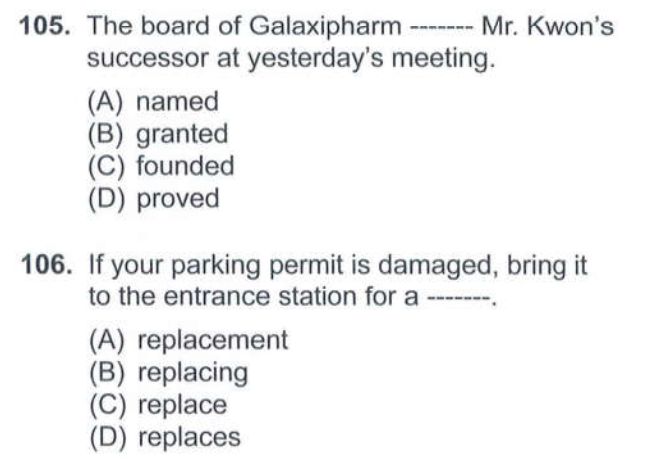 105. The board of Galaxipharm ------- Mr. Kwon's
successor at yesterday's meeting.
(A) named
(B) granted
(C) founded
(D) proved
106. If your parking permit is damaged, bring it
to the entrance station for a -------.
(A) replacement
(B) replacing
(C) replace
(D) replaces